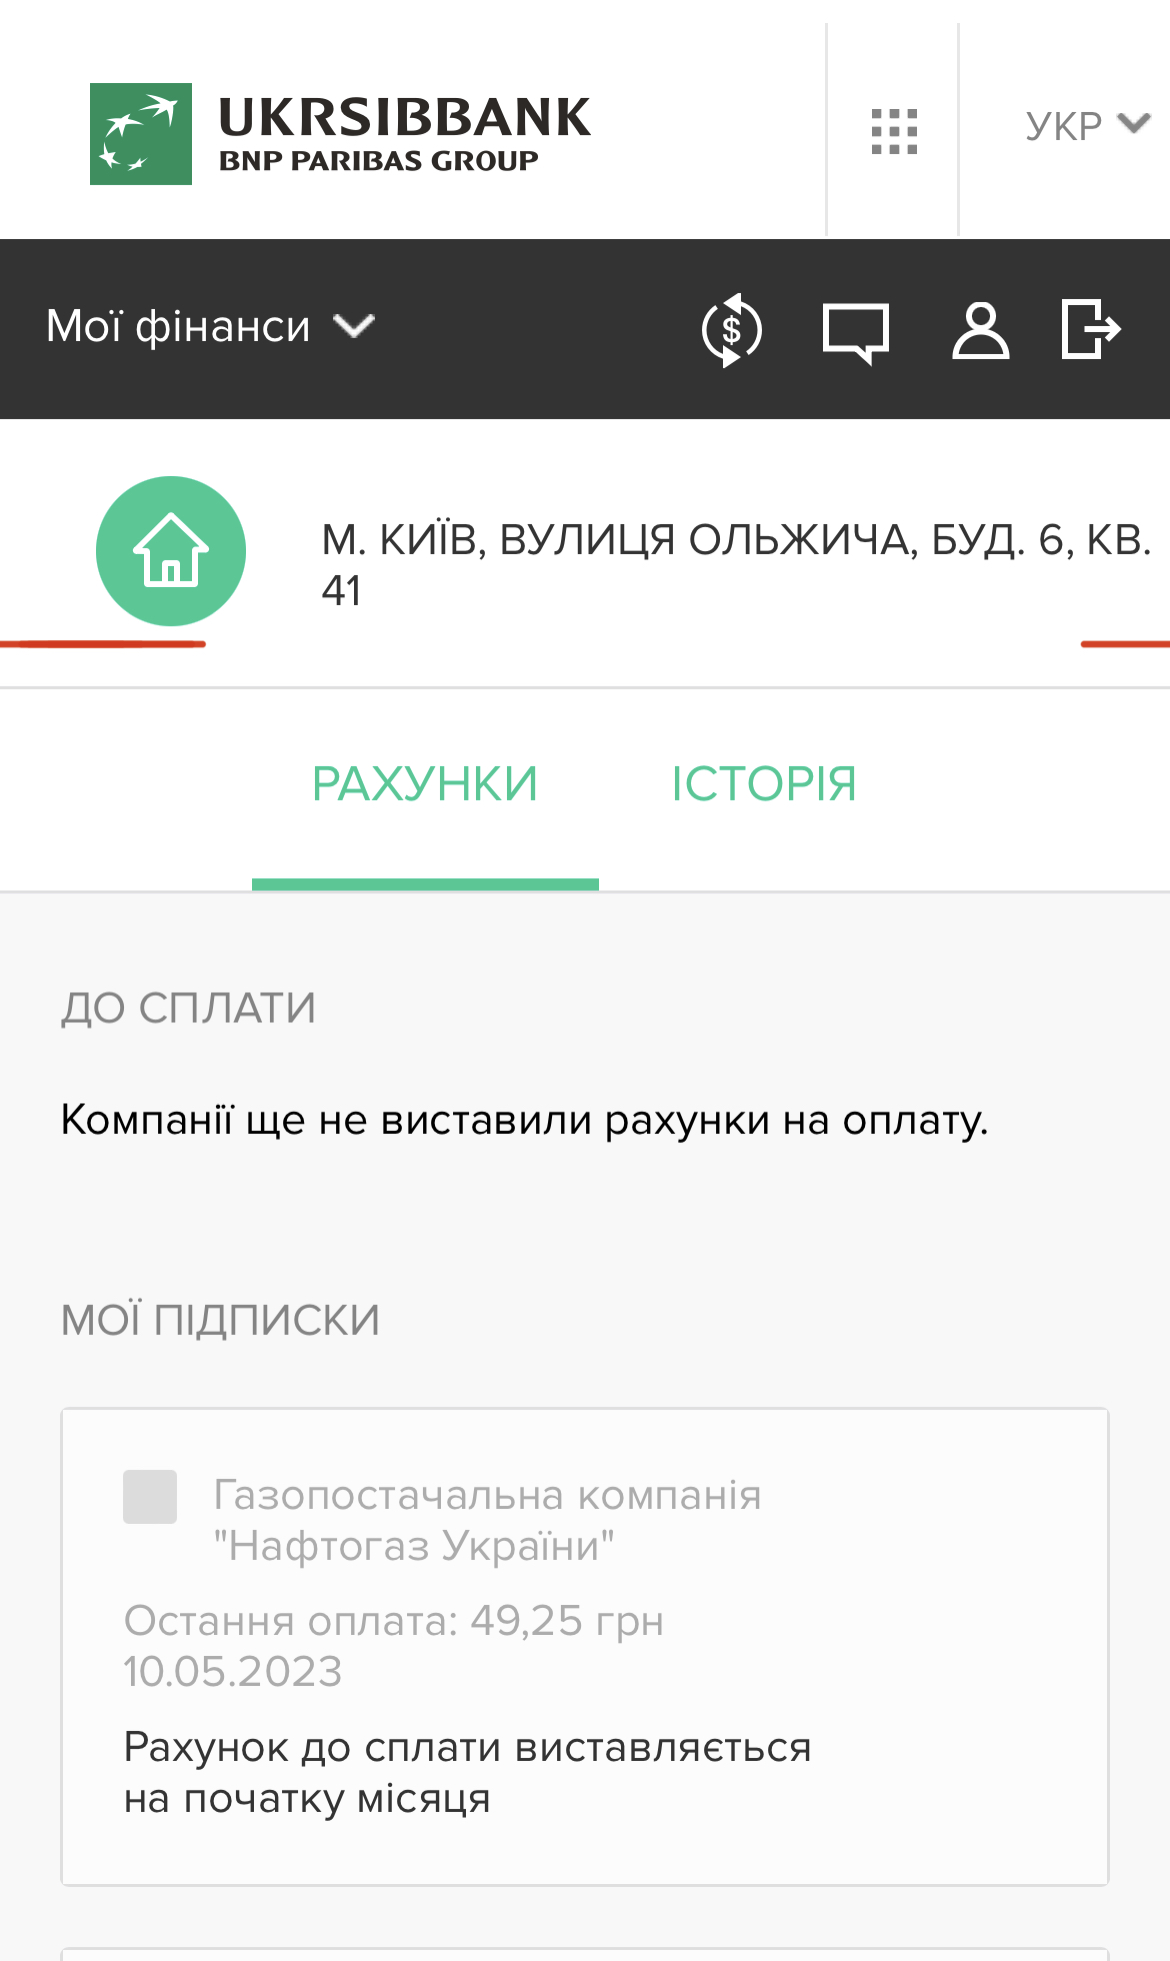 UKRSIBBANK
BNP PARIBAS GROUP
УКР
Мої фінанси
М. КИЇВ, ВУЛИЦЯ ОЛЬЖИЧА, БУД. 6, КВ.
41
РАХУНКИ
ІСТОРІЯ
ДО СПЛАТИ
Компанії ще не виставили рахунки на оплату.
МОЇ ПІДПИСКИ
Газопостачальна компанія
"Нафтогаз України"
Остання оплата: 49,25 грн
10.05.2023
Рахунок до сплати виставляється
на початку місяця